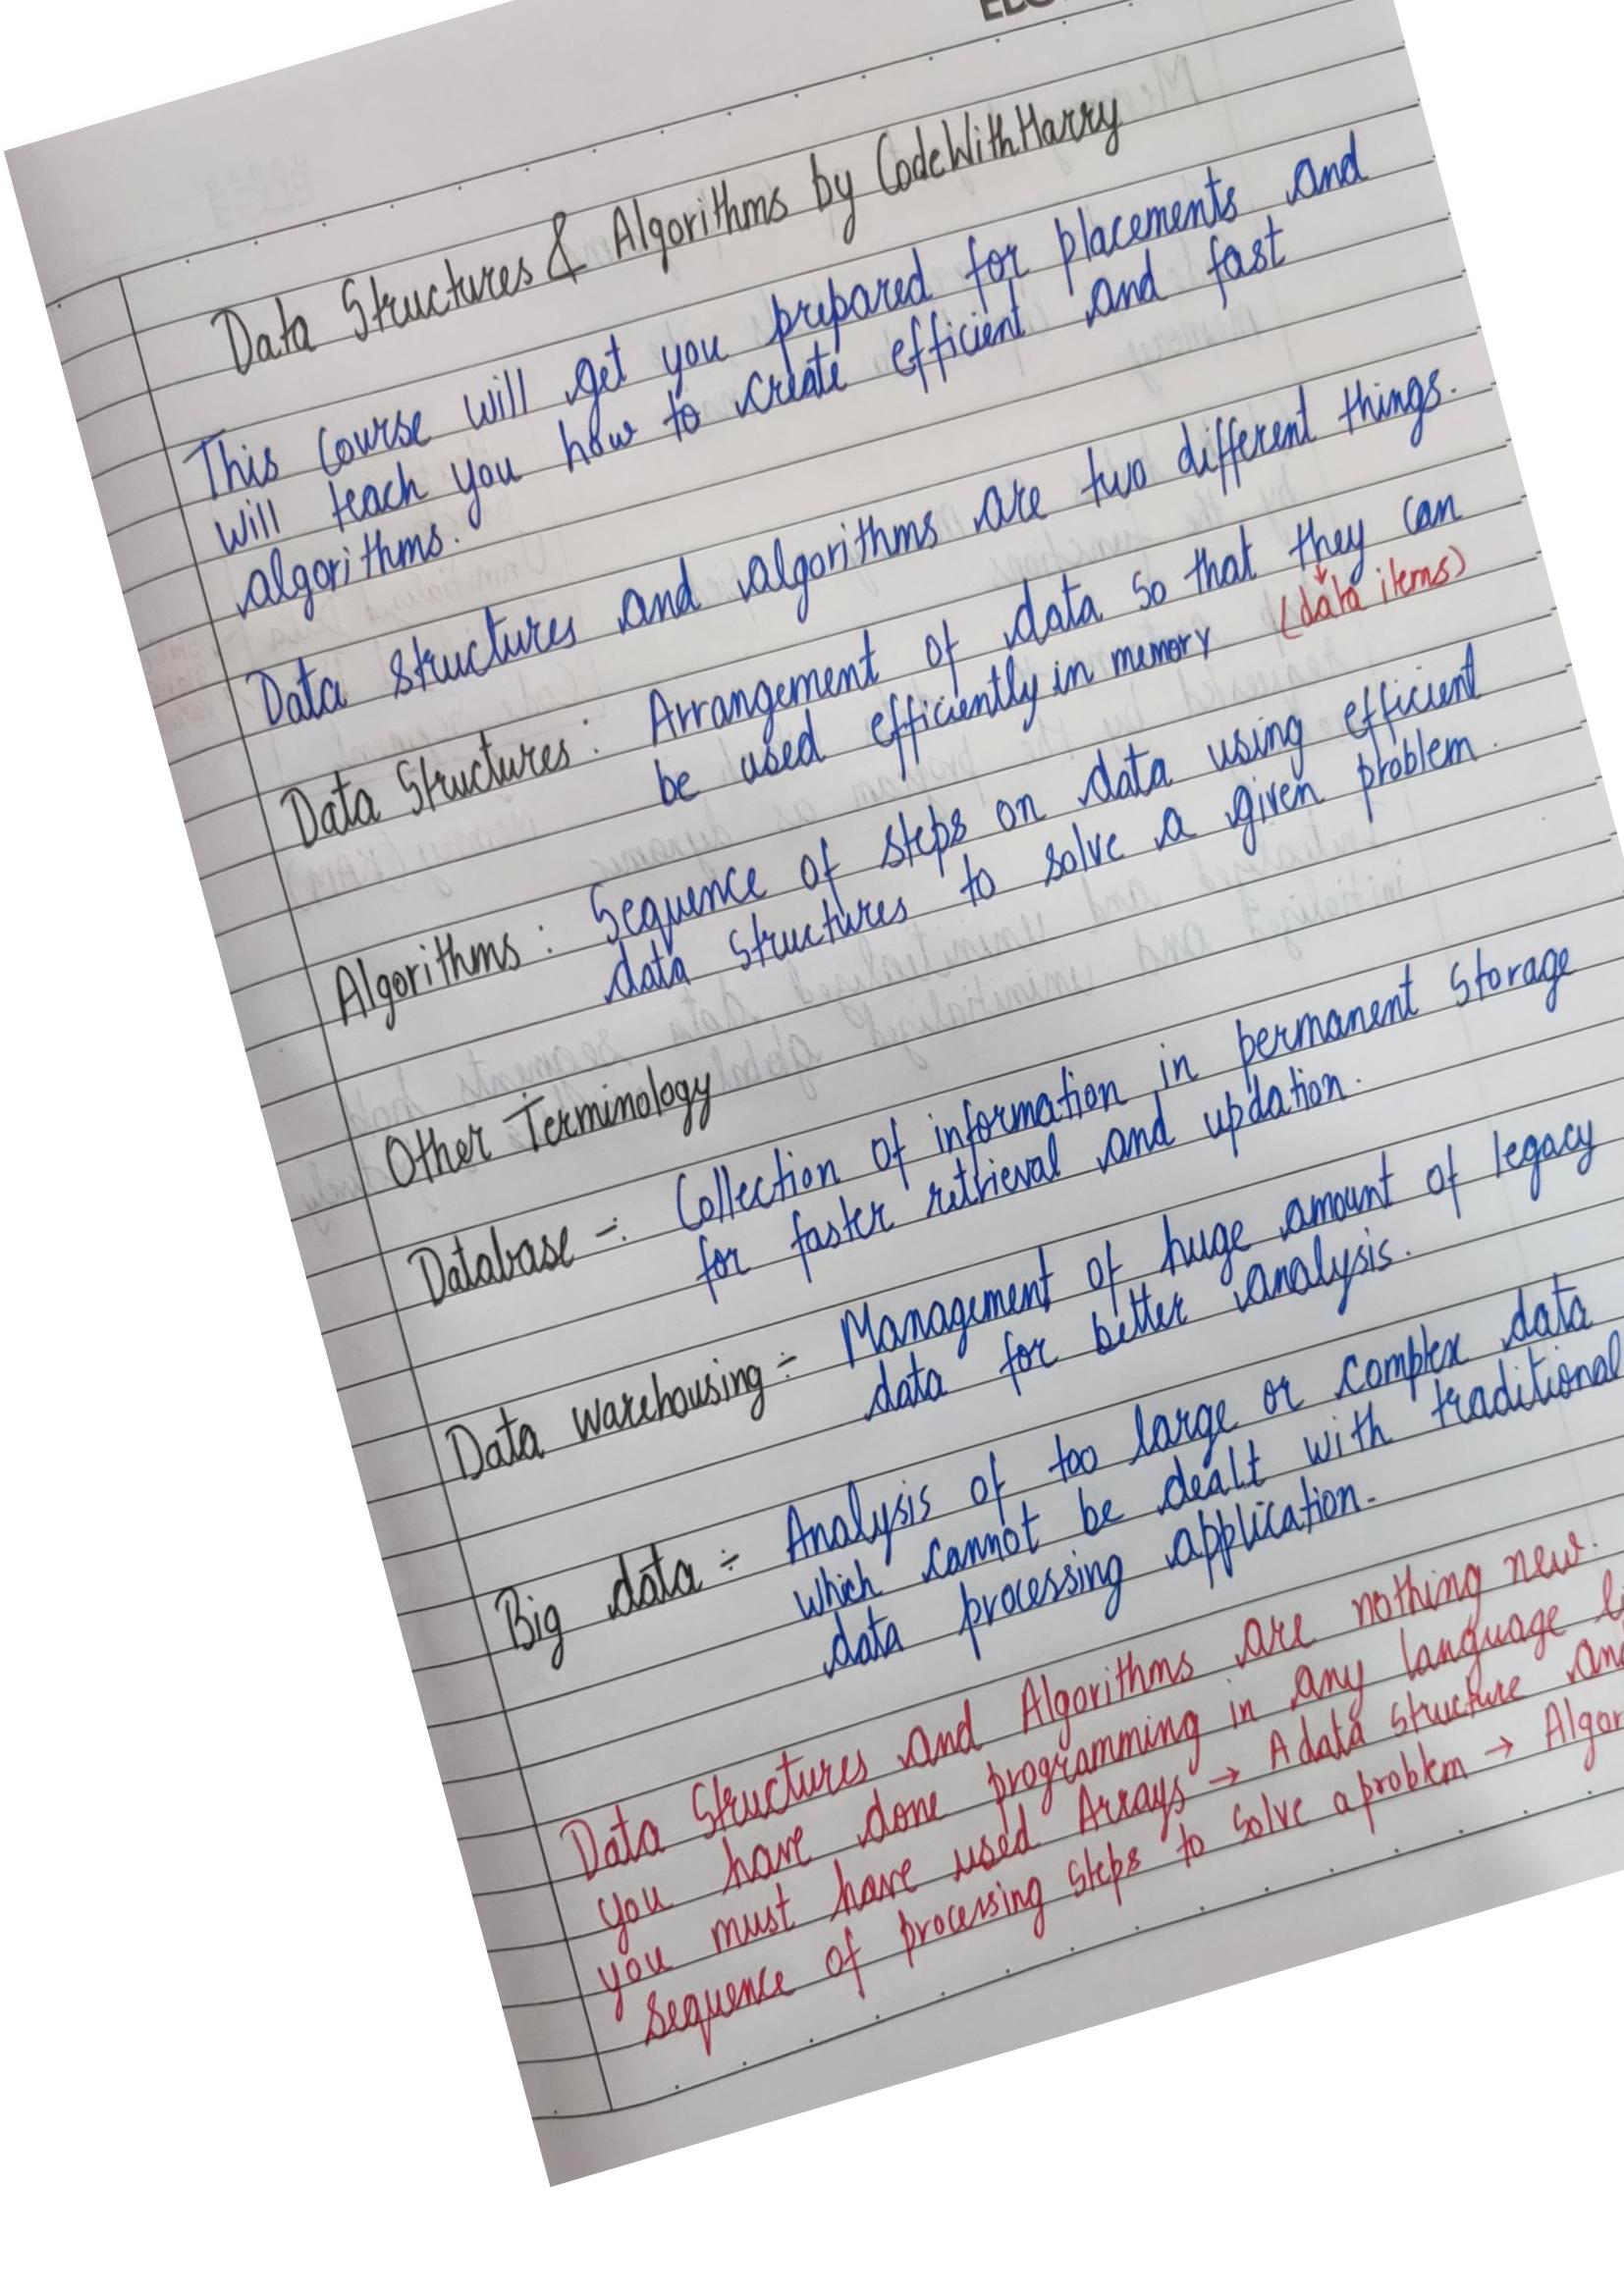 Data Structures & Algorithms by CodeWithHarry
This course will get you prepared for placements and
will teach you how to create efficient and fast
algorithms.
Data structures and algorithms are two different things.
Data Structures : Arrangement of data so that they can
(data items)
be used efficiently in memory
Algorithms : Sequence of steps on data using efficient
data structures to solve a given problem.
Other Terminology
Database -: Collection of information in permanent storage
for faster retrieval and updation.
Data warehousing ÷ Management of huge amount of legacy
data for better analysis.
Big data ÷ Analysis of too large or complex data
which cannot be dealt with traditional
data processing application.
Data Structures and Algorithms are nothing new.
you have done programming in any language
you must have used Arrays → A data structure
sequence of processing steps to solve a problem →